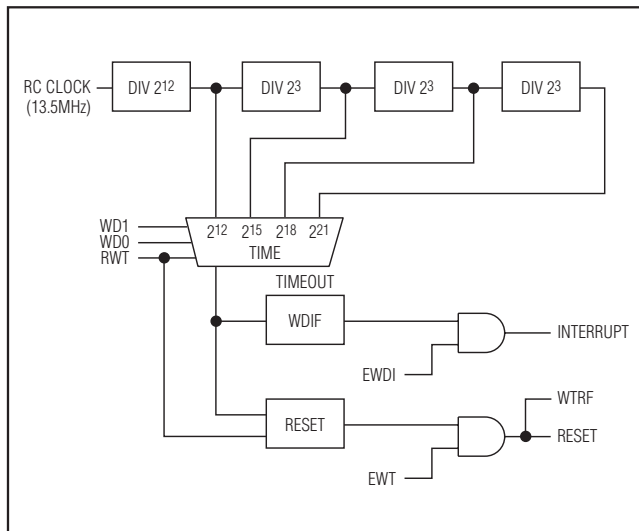 RC CLOCK
(13.5MHz)
DIV 2¹²
DIV 2³
DIV 2³
DIV 2³
WD1
WD0
RWT
2¹² 2¹⁵ 2¹⁸ 2²¹
TIME
TIMEOUT
WDIF
INTERRUPT
EWDI
WTRF
RESET
RESET
EWT